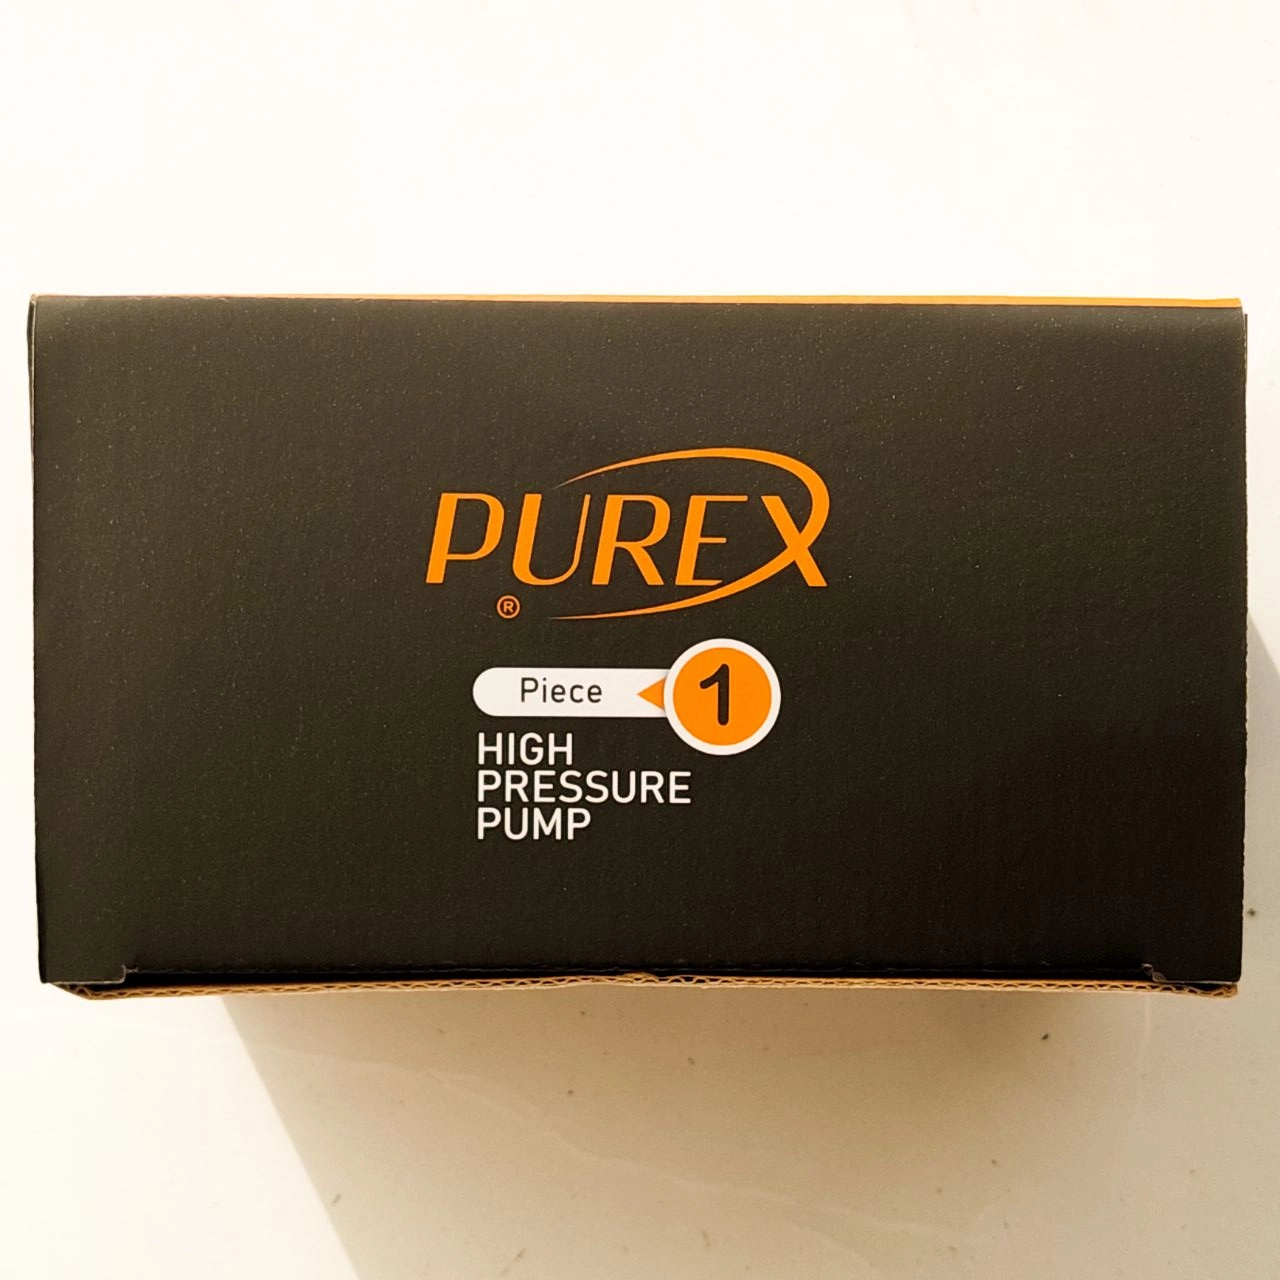 PUREX
®
Piece 1
HIGH
PRESSURE
PUMP